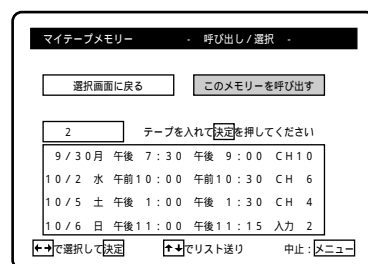 マイテープメモリー - 呼び出し/選択 -
選択画面に戻る このメモリーを呼び出す
2 テープを入れて決定を押してください
9/30月 午後 7:30 午後 9:00 CH10
10/2 水 午前10:00 午前10:30 CH 6
10/5 土 午後 1:00 午後 1:30 CH 4
10/6 日 午後11:00 午後11:15 入力 2
←→で選択して決定 ↑↓でリスト送り 中止:メニュー